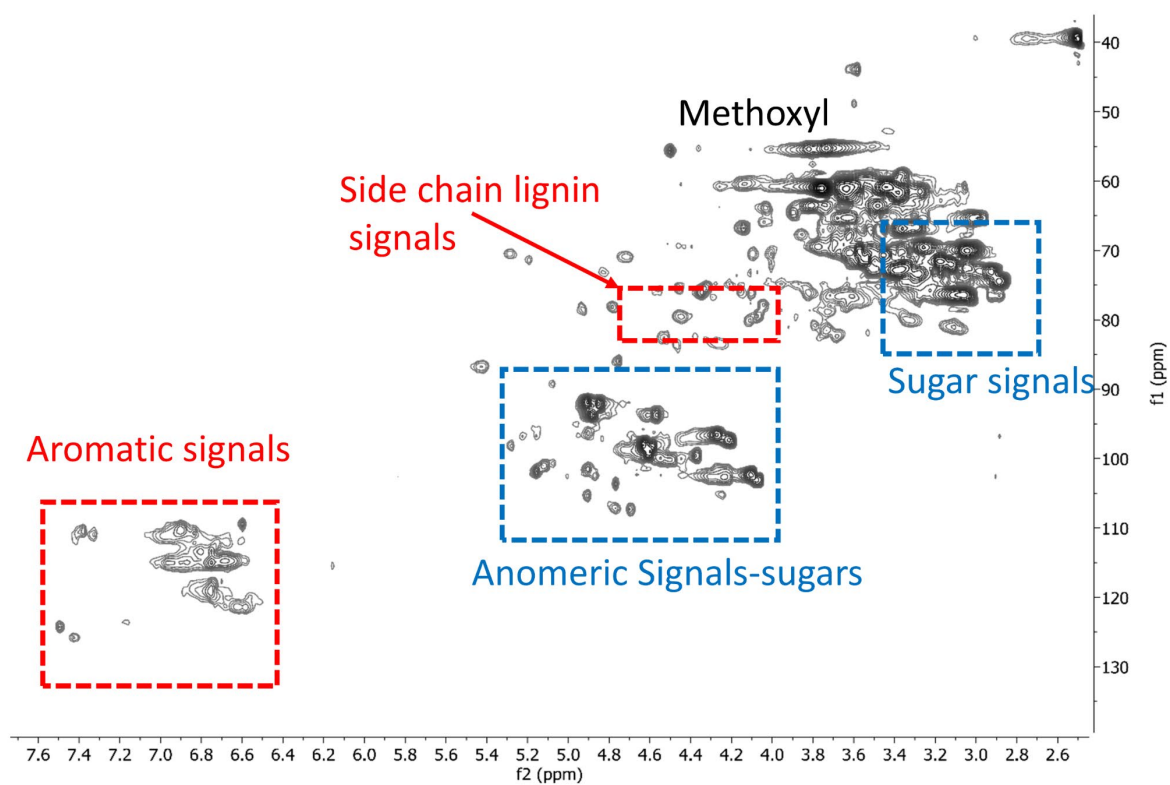 Methoxyl
Side chain lignin
signals
Sugar signals
Aromatic signals
Anomeric Signals-sugars
40
50
60
70
80
90
100
110
120
130
f1 (ppm)
7.6 7.4 7.2 7.0 6.8 6.6 6.4 6.2 6.0 5.8 5.6 5.4 5.2 5.0 4.8 4.6 4.4 4.2 4.0 3.8 3.6 3.4 3.2 3.0 2.8 2.6
f2 (ppm)